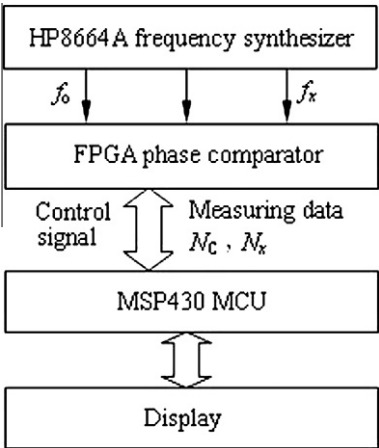 HP8664A frequency synthesizer
f₀ fₓ
FPGA phase comparator
Control signal
Measuring data
N_C , Nₓ
MSP430 MCU
Display